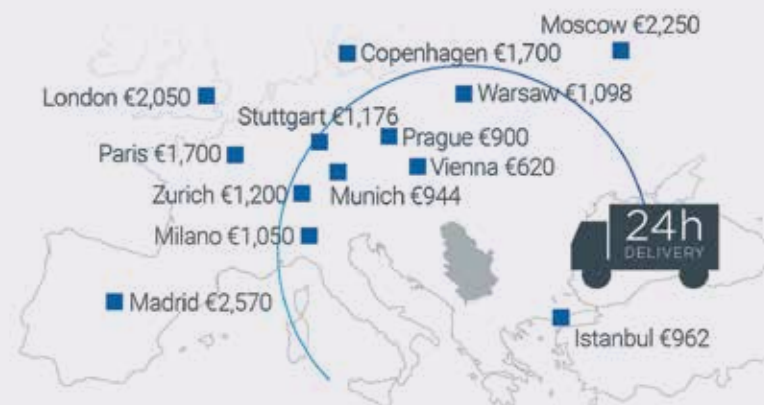 Moscow €2,250
Copenhagen €1,700
London €2,050
Warsaw €1,098
Stuttgart €1,176
Prague €900
Paris €1,700
Vienna €620
Zurich €1,200
Munich €944
Milano €1,050
24h
DELIVERY
Madrid €2,570
Istanbul €962